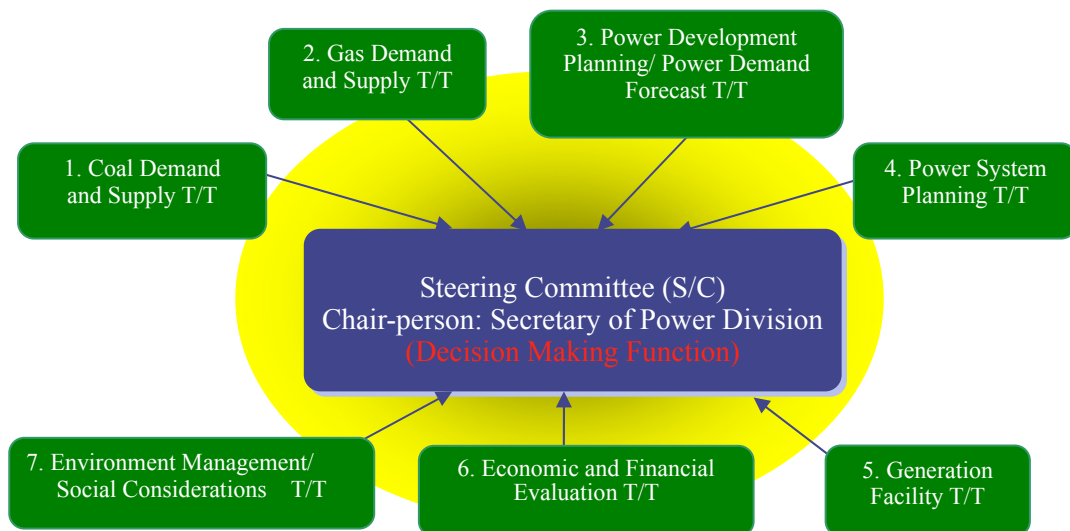 2. Gas Demand
and Supply T/T
3. Power Development
Planning/ Power Demand
Forecast T/T
1. Coal Demand
and Supply T/T
4. Power System
Planning T/T
Steering Committee (S/C)
Chair-person: Secretary of Power Division
(Decision Making Function)
7. Environment Management/
Social Considerations T/T
6. Economic and Financial
Evaluation T/T
5. Generation
Facility T/T